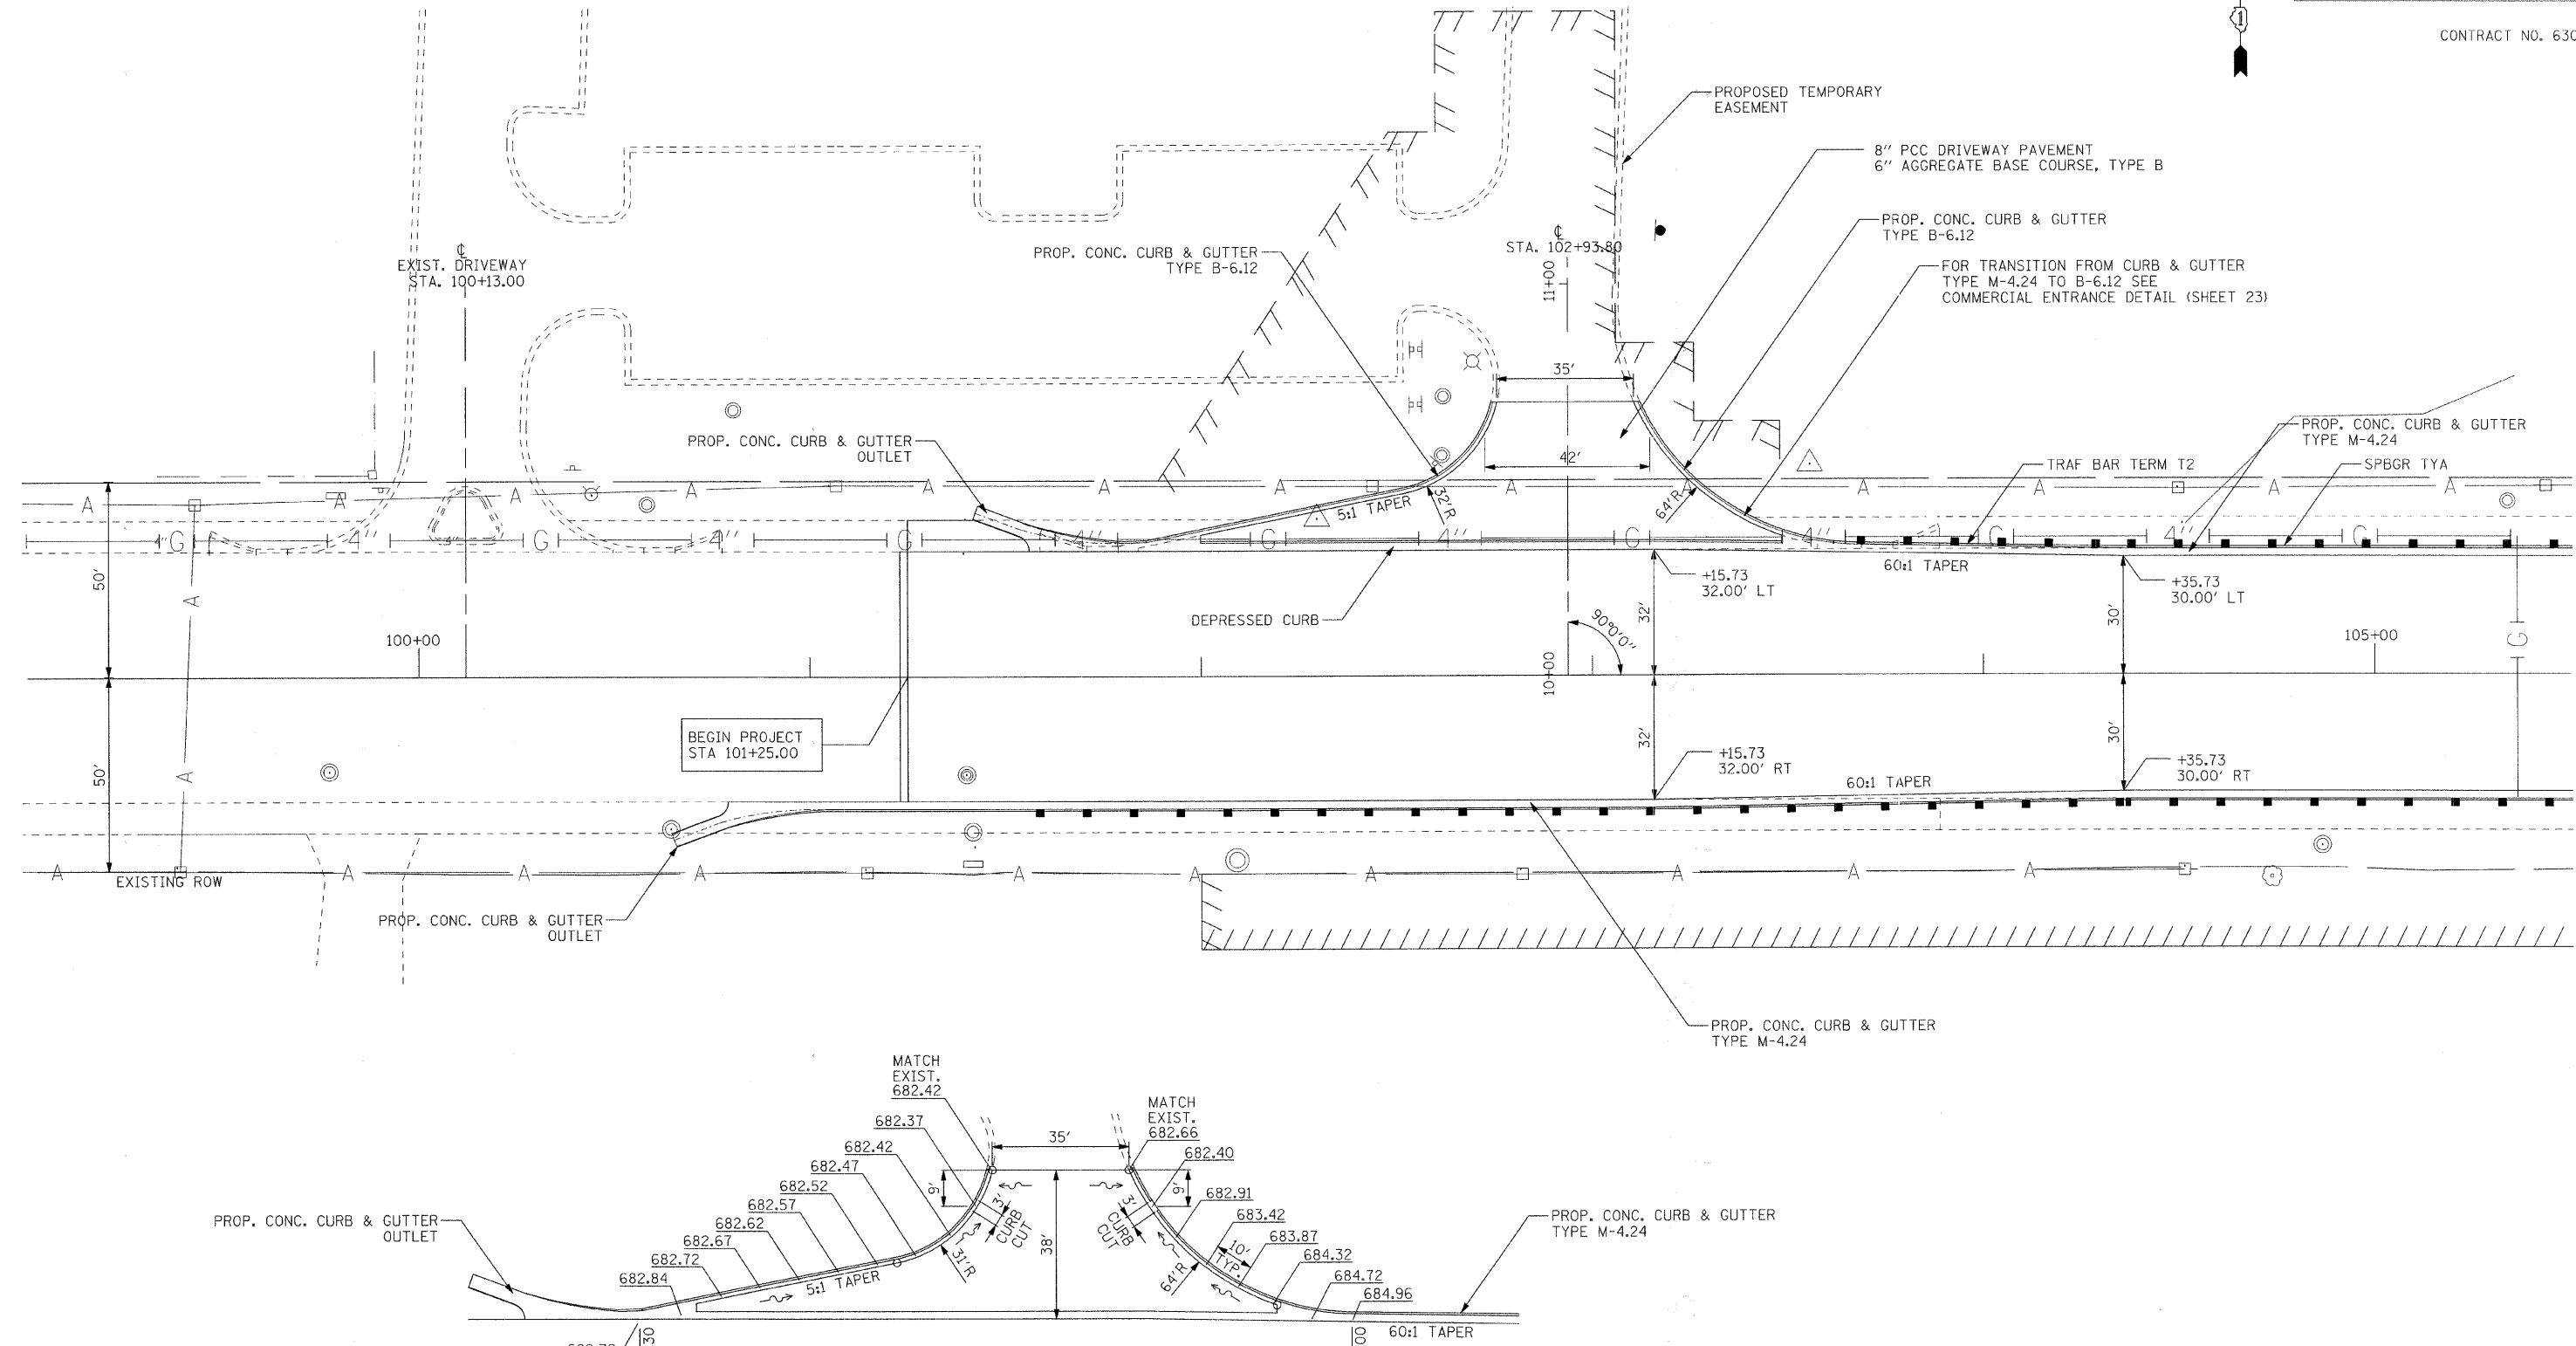 1
CONTRACT NO. 630
PROPOSED TEMPORARY
EASEMENT
8" PCC DRIVEWAY PAVEMENT
6" AGGREGATE BASE COURSE, TYPE B
PROP. CONC. CURB & GUTTER
TYPE B-6.12
℄
STA. 102+93.80
PROP. CONC. CURB & GUTTER
TYPE B-6.12
℄
EXIST. DRIVEWAY
STA. 100+13.00
FOR TRANSITION FROM CURB & GUTTER
TYPE M-4.24 TO B-6.12 SEE
COMMERCIAL ENTRANCE DETAIL (SHEET 23)
11+00
35'
PROP. CONC. CURB & GUTTER
OUTLET
42'
PROP. CONC. CURB & GUTTER
TYPE M-4.24
TRAF BAR TERM T2
SPBGR TYA
A A A A A A A A A A A A
5:1 TAPER
32'R
64'R
4" G 4" G 4" G 4" G 4" G 4" G
50'
60:1 TAPER
+15.73
32.00' LT
+35.73
30.00' LT
DEPRESSED CURB
32'
30'
90°0'0"
A
100+00
105+00
G
10+00
BEGIN PROJECT
STA 101+25.00
50'
A
32'
30'
+15.73
32.00' RT
+35.73
30.00' RT
60:1 TAPER
A A A A A A A A A A
EXISTING ROW
PROP. CONC. CURB & GUTTER
OUTLET
PROP. CONC. CURB & GUTTER
TYPE M-4.24
MATCH
EXIST.
682.42
MATCH
EXIST.
682.66
682.37
35'
682.42
682.40
682.47
682.52
9'
3'
CURB
CUT
3'
CURB
CUT
9'
682.91
682.57
683.42
PROP. CONC. CURB & GUTTER
OUTLET
682.62
682.67
682.72
682.84
38'
10'
TYP.
683.87
684.32
684.72
684.96
PROP. CONC. CURB & GUTTER
TYPE M-4.24
31'R
64'R
5:1 TAPER
60:1 TAPER
30
00